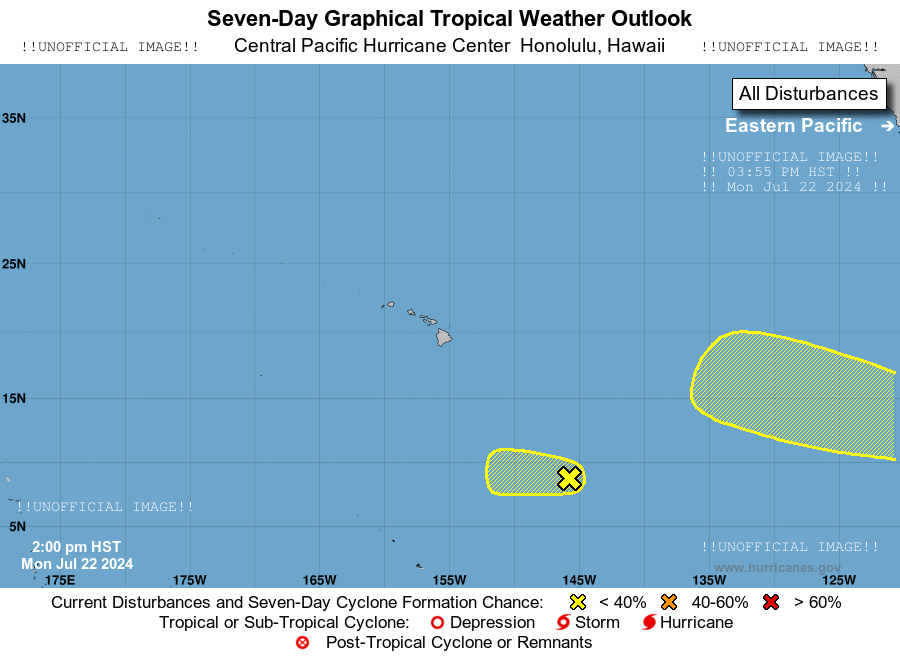 Seven-Day Graphical Tropical Weather Outlook
!!UNOFFICIAL IMAGE!! Central Pacific Hurricane Center Honolulu, Hawaii !!UNOFFICIAL IMAGE!!
All Disturbances
35N
Eastern Pacific
!!UNOFFICIAL IMAGE!!
!! 03:55 PM HST !!
!! Mon Jul 22 2024 !!
25N
15N
!!UNOFFICIAL IMAGE!!
5N
2:00 pm HST
Mon Jul 22 2024
!!UNOFFICIAL IMAGE!!
www.hurricanes.gov
175E 175W 165W 155W 145W 135W 125W
Current Disturbances and Seven-Day Cyclone Formation Chance: < 40% 40-60% > 60%
Tropical or Sub-Tropical Cyclone: Depression Storm Hurricane
Post-Tropical Cyclone or Remnants